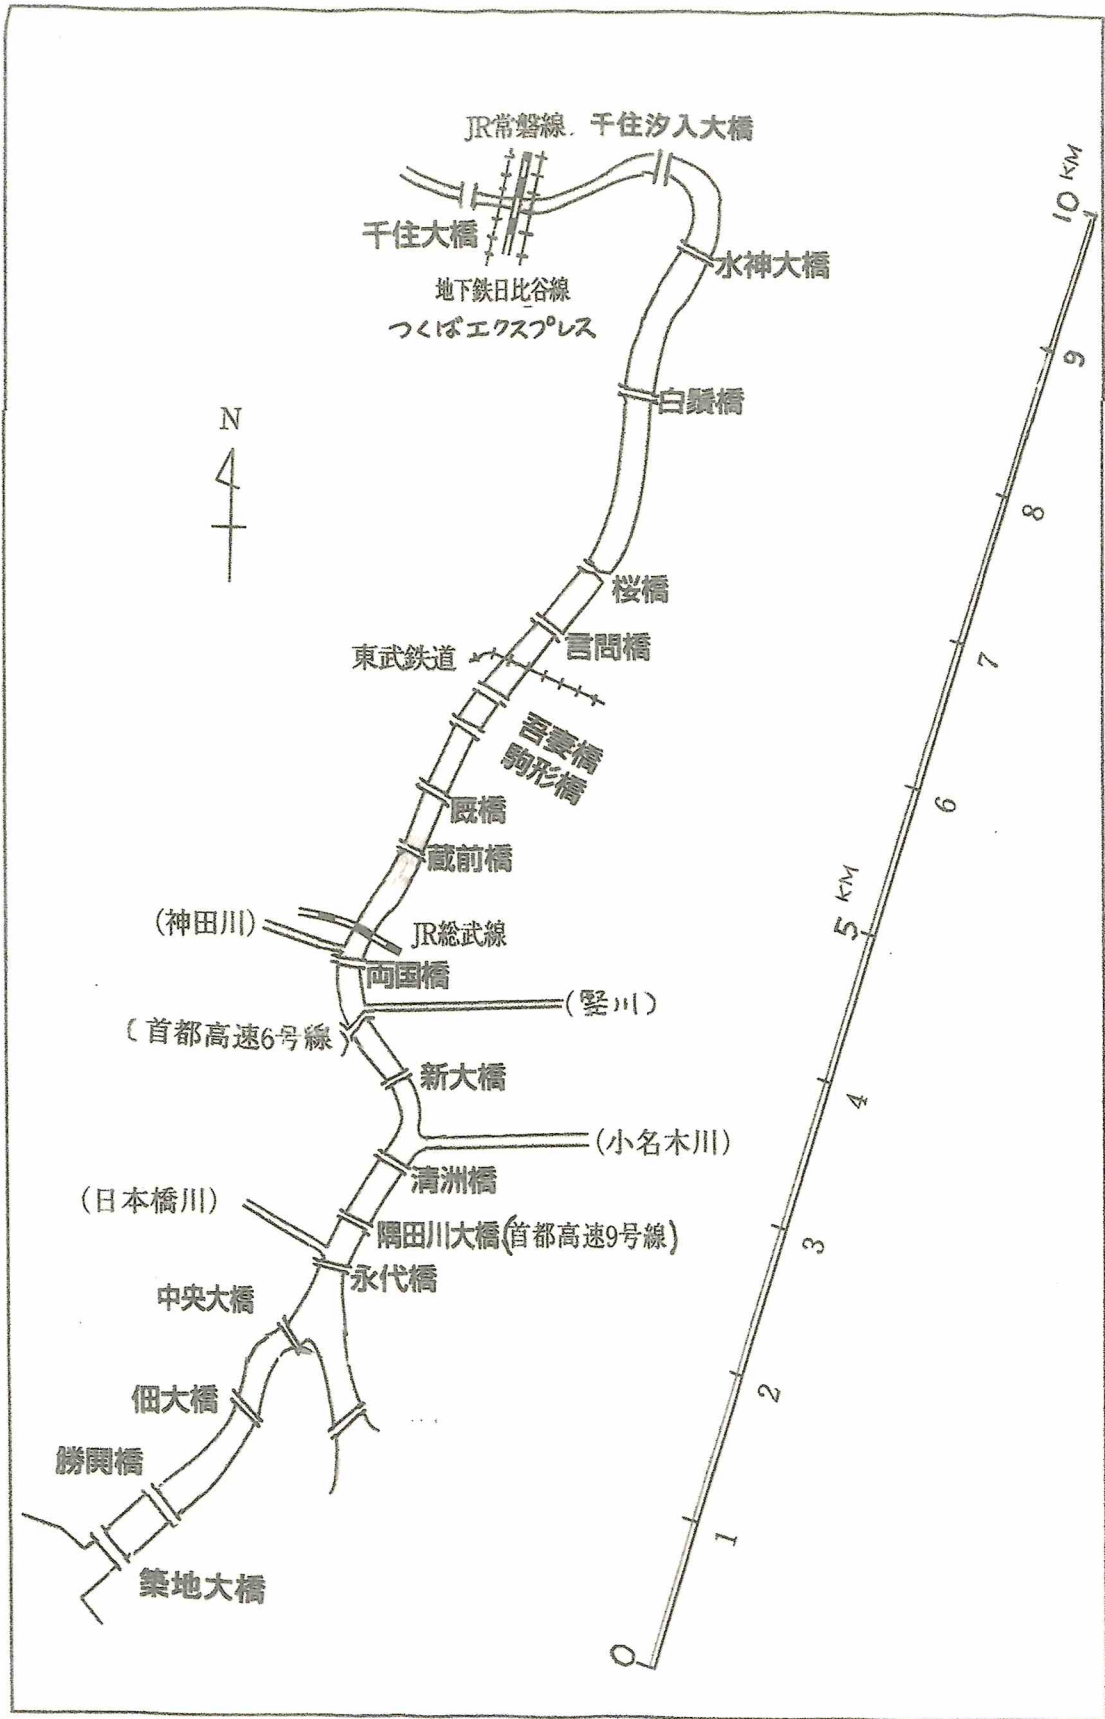 JR常磐線
千住汐入大橋
千住大橋
地下鉄日比谷線
つくばエクスプレス
水神大橋
白鬚橋
N
桜橋
言問橋
東武鉄道
吾妻橋
駒形橋
厩橋
蔵前橋
(神田川)
JR総武線
両国橋
(竪川)
(首都高速6号線)
新大橋
(小名木川)
清洲橋
(日本橋川)
隅田川大橋(首都高速9号線)
永代橋
中央大橋
佃大橋
勝開橋
築地大橋
10 KM
9
8
7
6
5 KM
4
3
2
1
0